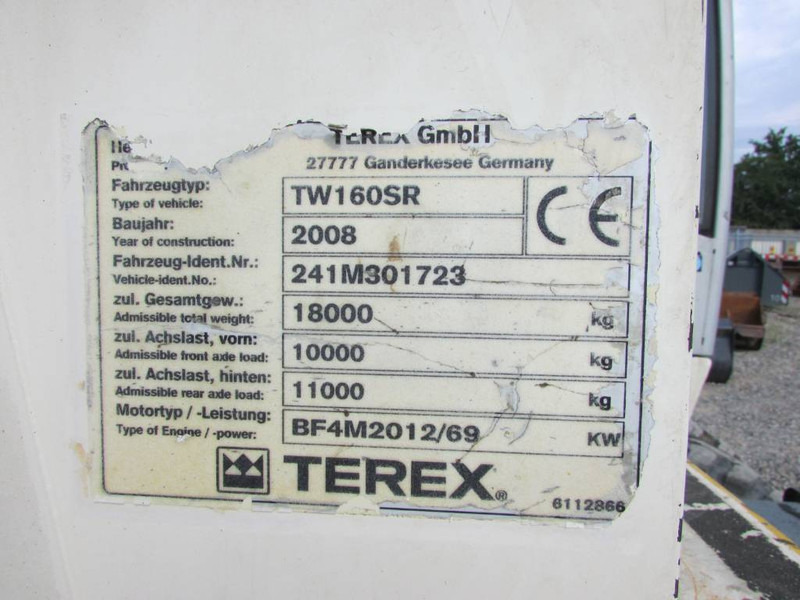 TEREX GmbH
27777 Ganderkesee Germany
Fahrzeugtyp:
Type of vehicle:
TW160SR
CE
Baujahr:
Year of construction:
2008
Fahrzeug-Ident.Nr.:
Vehicle-ident.No.:
241M301723
zul. Gesamtgew.:
Admissible total weight:
18000 kg
zul. Achslast, vorn:
Admissible front axle load:
10000 kg
zul. Achslast, hinten:
Admissible rear axle load:
11000 kg
Motortyp / -Leistung:
Type of Engine / -power:
BF4M2012/69 KW
TEREX®
6112866